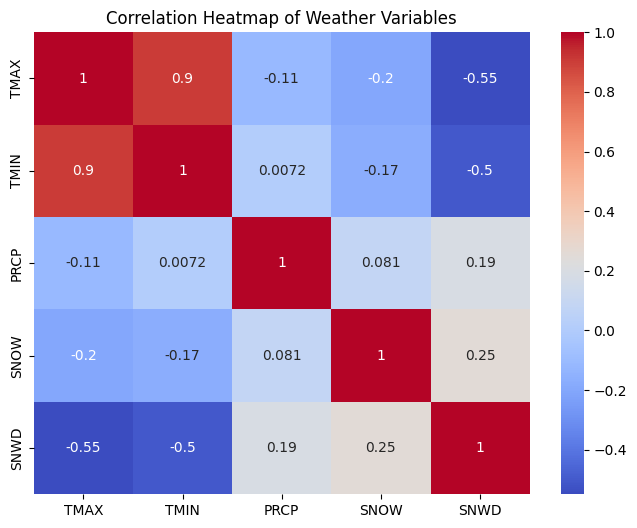 Correlation Heatmap of Weather Variables
TMAX 1 0.9 -0.11 -0.2 -0.55
TMIN 0.9 1 0.0072 -0.17 -0.5
PRCP -0.11 0.0072 1 0.081 0.19
SNOW -0.2 -0.17 0.081 1 0.25
SNWD -0.55 -0.5 0.19 0.25 1
TMAX TMIN PRCP SNOW SNWD
1.0
0.8
0.6
0.4
0.2
0.0
−0.2
−0.4